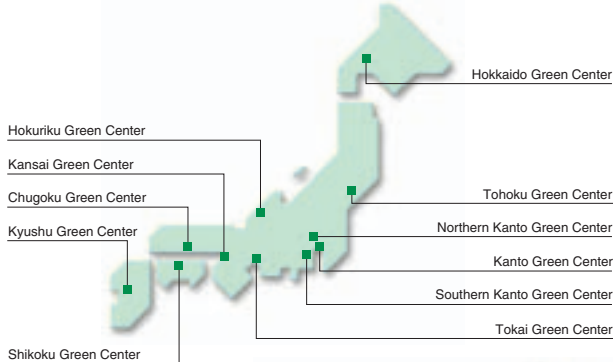 Hokkaido Green Center
Hokuriku Green Center
Kansai Green Center
Chugoku Green Center
Kyushu Green Center
Shikoku Green Center
Tohoku Green Center
Northern Kanto Green Center
Kanto Green Center
Southern Kanto Green Center
Tokai Green Center